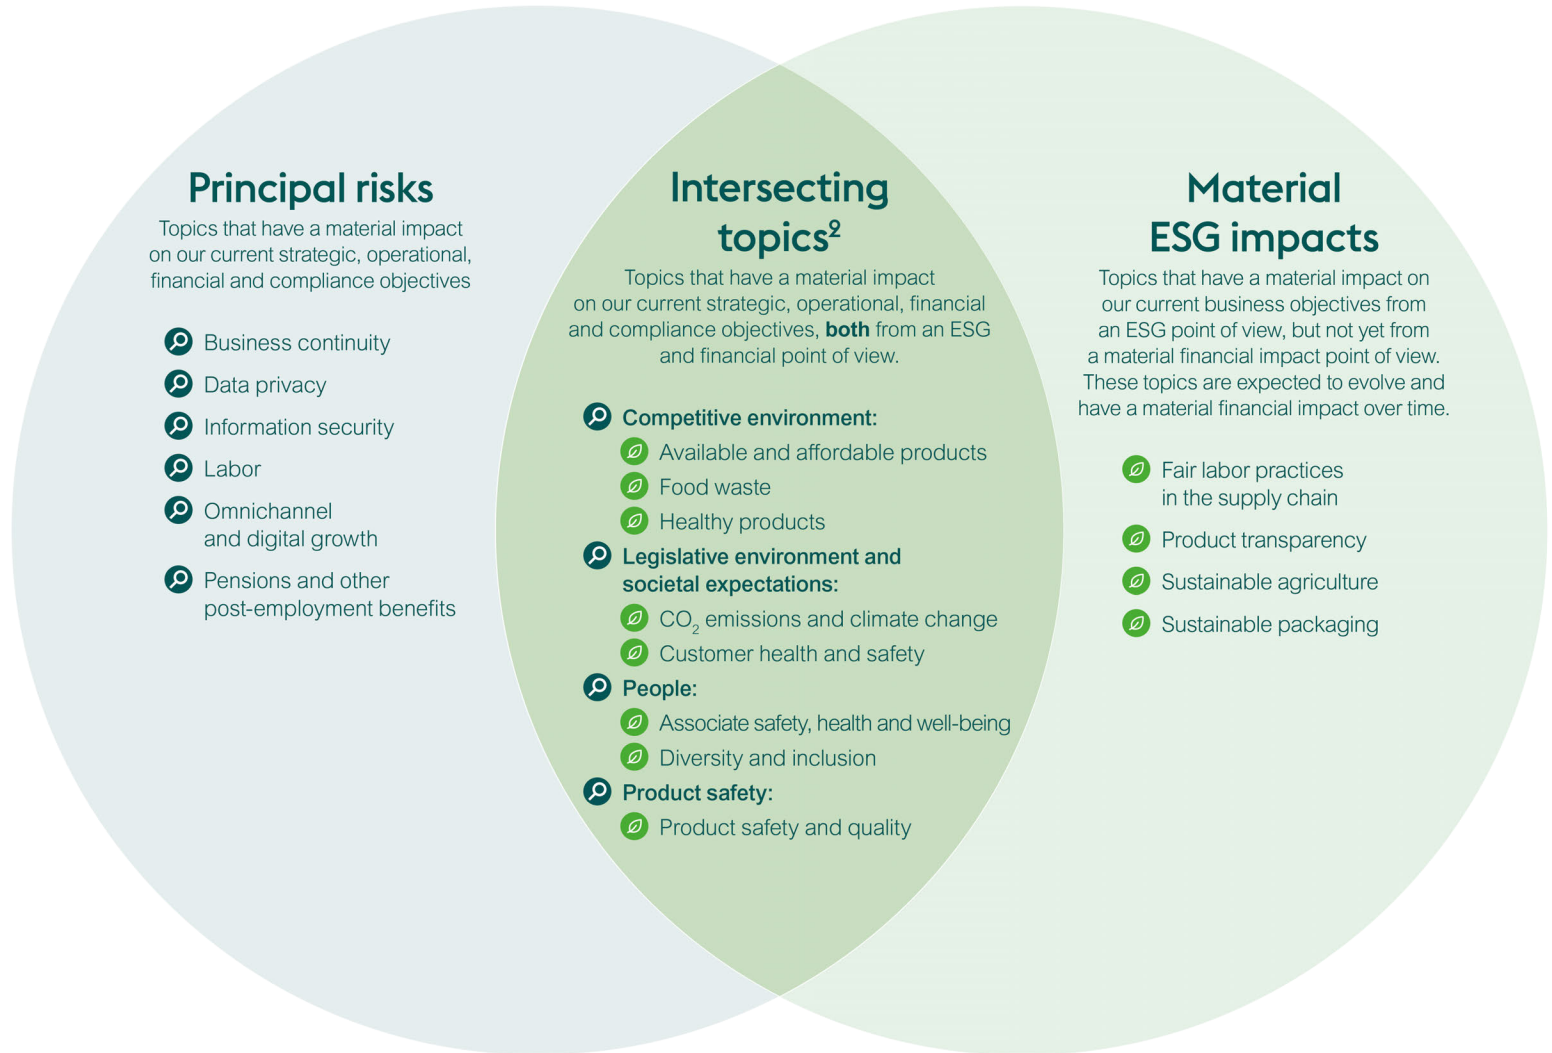 Principal risks
Topics that have a material impact
on our current strategic, operational,
financial and compliance objectives
Business continuity
Data privacy
Information security
Labor
Omnichannel
and digital growth
Pensions and other
post-employment benefits
Intersecting
topics²
Topics that have a material impact
on our current strategic, operational, financial
and compliance objectives, both from an ESG
and financial point of view.
Competitive environment:
Available and affordable products
Food waste
Healthy products
Legislative environment and
societal expectations:
CO₂ emissions and climate change
Customer health and safety
People:
Associate safety, health and well-being
Diversity and inclusion
Product safety:
Product safety and quality
Material
ESG impacts
Topics that have a material impact on
our current business objectives from
an ESG point of view, but not yet from
a material financial impact point of view.
These topics are expected to evolve and
have a material financial impact over time.
Fair labor practices
in the supply chain
Product transparency
Sustainable agriculture
Sustainable packaging